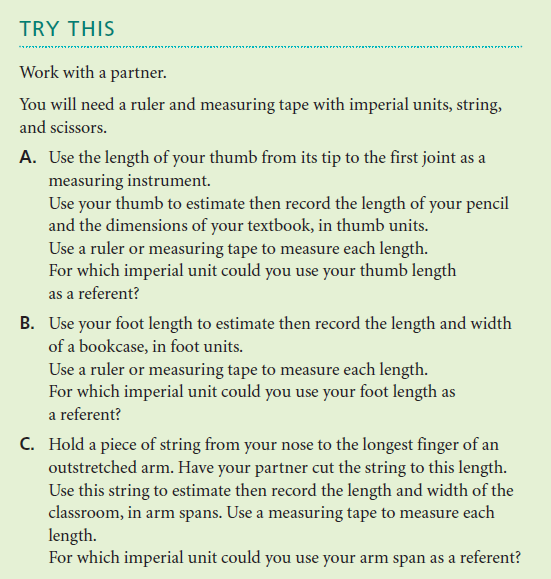 TRY THIS
Work with a partner.
You will need a ruler and measuring tape with imperial units, string,
and scissors.
A. Use the length of your thumb from its tip to the first joint as a
measuring instrument.
Use your thumb to estimate then record the length of your pencil
and the dimensions of your textbook, in thumb units.
Use a ruler or measuring tape to measure each length.
For which imperial unit could you use your thumb length
as a referent?
B. Use your foot length to estimate then record the length and width
of a bookcase, in foot units.
Use a ruler or measuring tape to measure each length.
For which imperial unit could you use your foot length as
a referent?
C. Hold a piece of string from your nose to the longest finger of an
outstretched arm. Have your partner cut the string to this length.
Use this string to estimate then record the length and width of the
classroom, in arm spans. Use a measuring tape to measure each
length.
For which imperial unit could you use your arm span as a referent?